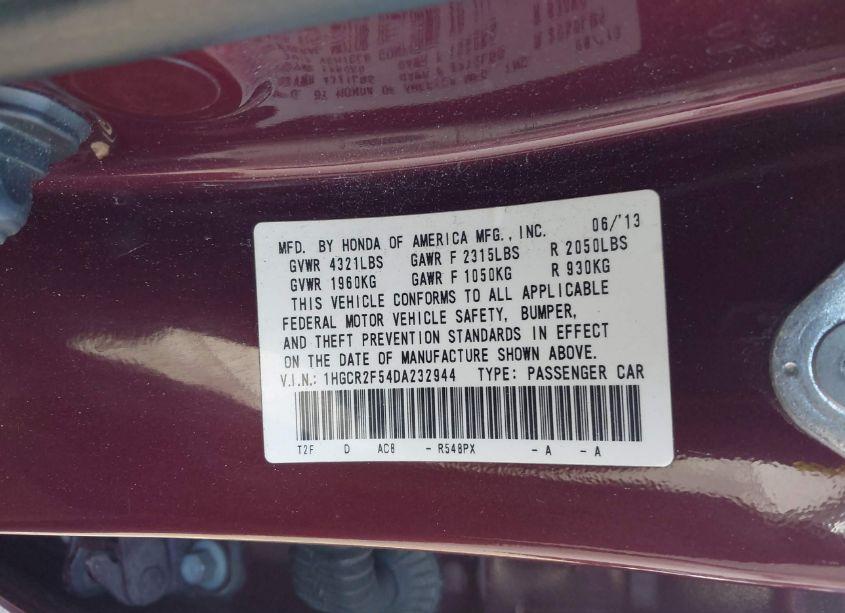 MFD. BY HONDA OF AMERICA MFG., INC. 06/'13
GVWR 4321LBS GAWR F 2315LBS R 2050LBS
GVWR 1960KG GAWR F 1050KG R 930KG
THIS VEHICLE CONFORMS TO ALL APPLICABLE
FEDERAL MOTOR VEHICLE SAFETY, BUMPER,
AND THEFT PREVENTION STANDARDS IN EFFECT
ON THE DATE OF MANUFACTURE SHOWN ABOVE.
V.I.N.: 1HGCR2F54DA232944 TYPE: PASSENGER CAR
T2F D AC8 - R548PX - A - A